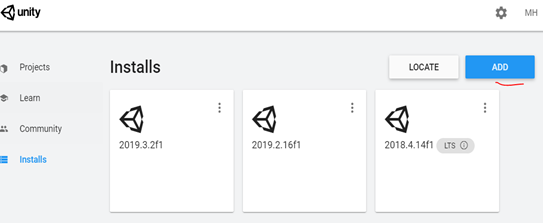 unity
MH
Projects
Learn
Community
Installs
Installs
LOCATE
ADD
2019.3.2f1
2019.2.16f1
2018.4.14f1 LTS